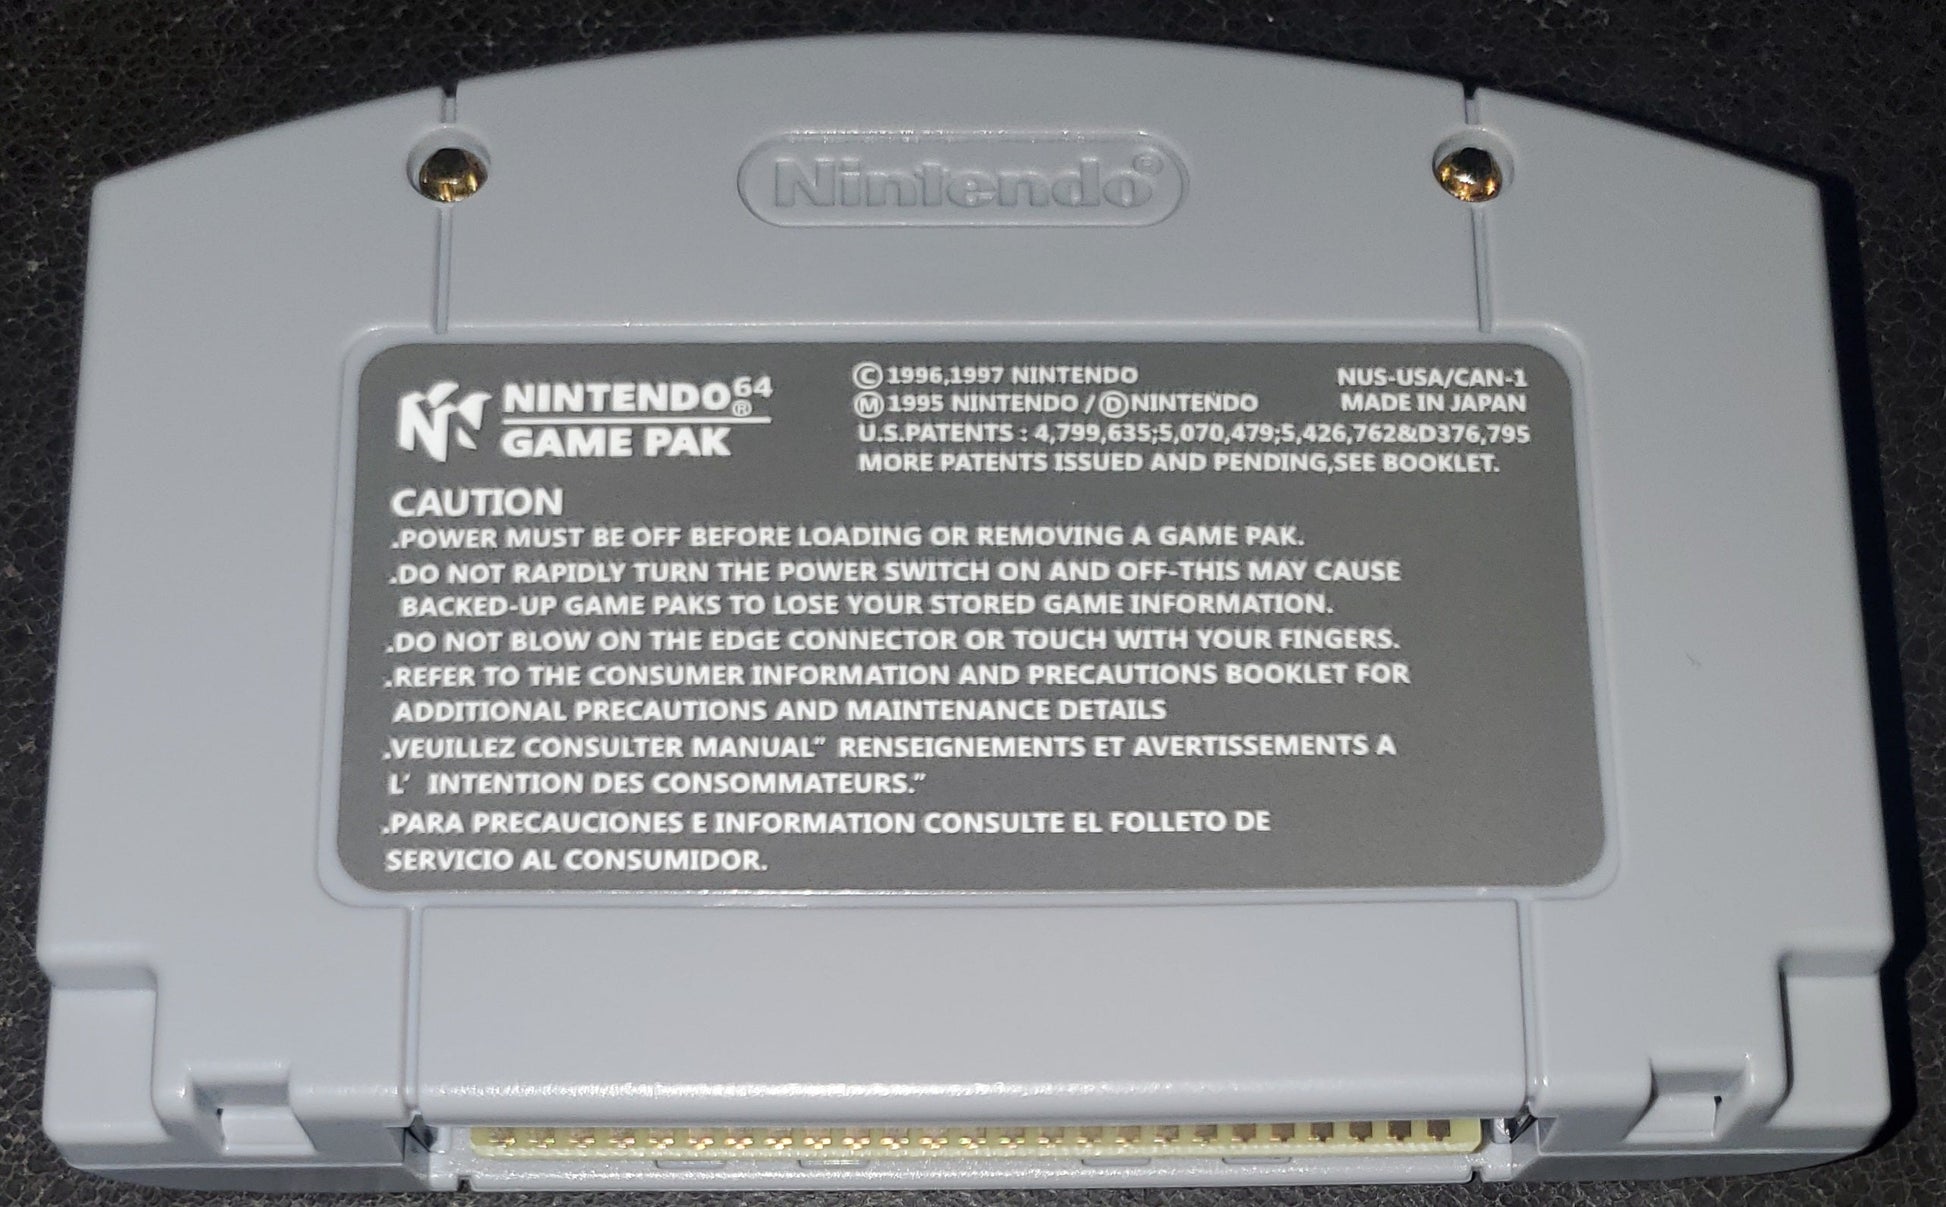 Nintendo®
NINTENDO64®
GAME PAK
Ⓒ1996,1997 NINTENDO
Ⓜ1995 NINTENDO /ⒹNINTENDO
NUS-USA/CAN-1
MADE IN JAPAN
U.S.PATENTS : 4,799,635;5,070,479;5,426,762&D376,795
MORE PATENTS ISSUED AND PENDING,SEE BOOKLET.
CAUTION
.POWER MUST BE OFF BEFORE LOADING OR REMOVING A GAME PAK.
.DO NOT RAPIDLY TURN THE POWER SWITCH ON AND OFF-THIS MAY CAUSE
BACKED-UP GAME PAKS TO LOSE YOUR STORED GAME INFORMATION.
.DO NOT BLOW ON THE EDGE CONNECTOR OR TOUCH WITH YOUR FINGERS.
.REFER TO THE CONSUMER INFORMATION AND PRECAUTIONS BOOKLET FOR
ADDITIONAL PRECAUTIONS AND MAINTENANCE DETAILS
.VEUILLEZ CONSULTER MANUAL” RENSEIGNEMENTS ET AVERTISSEMENTS A
L’ INTENTION DES CONSOMMATEURS.”
.PARA PRECAUCIONES E INFORMATION CONSULTE EL FOLLETO DE
SERVICIO AL CONSUMIDOR.